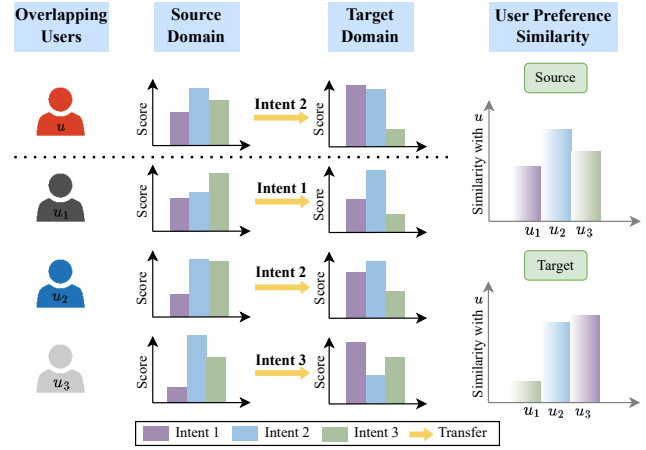 Overlapping Users
Source Domain
Target Domain
User Preference Similarity
u
Score
Intent 2
Score
Source
Similarity with u
u1 u2 u3
u1
Score
Intent 1
Score
u2
Score
Intent 2
Score
Target
Similarity with u
u1 u2 u3
u3
Score
Intent 3
Score
Intent 1 Intent 2 Intent 3 Transfer